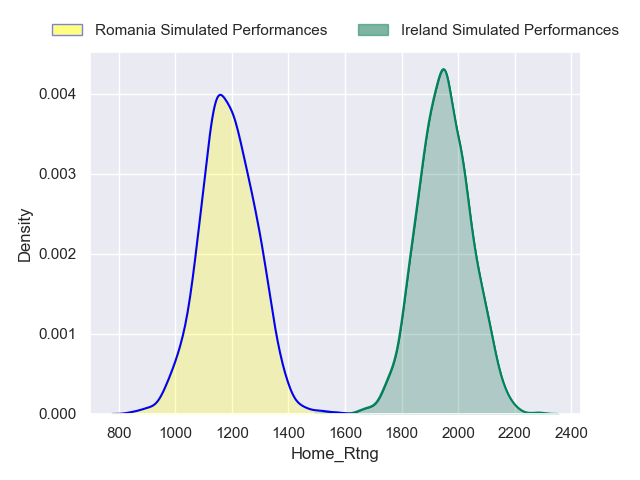 Romania Simulated Performances Ireland Simulated Performances
0.004
0.003
0.002
0.001
0.000
Density
800 1000 1200 1400 1600 1800 2000 2200 2400
Home_Rtng